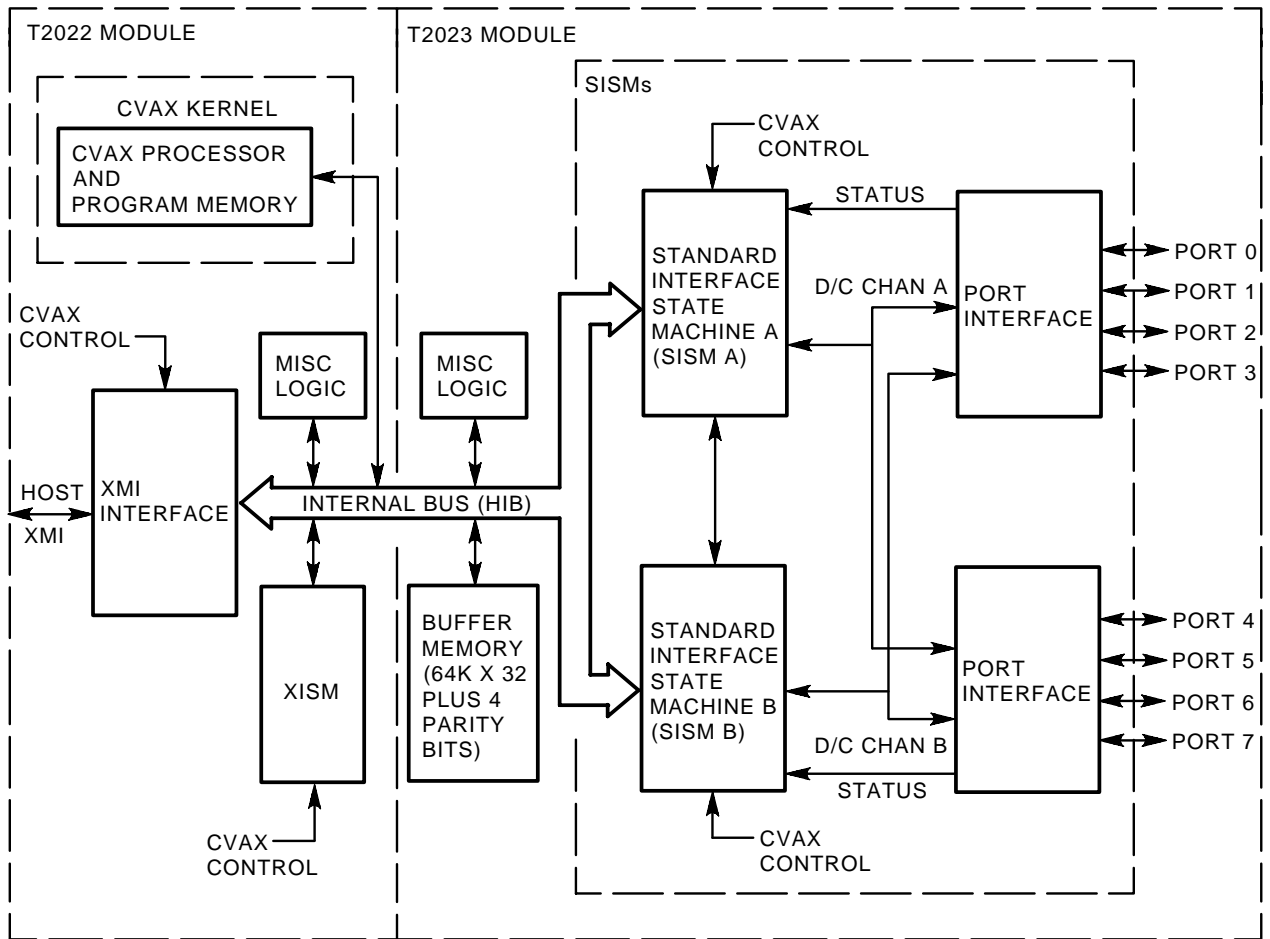 T2022 MODULE
T2023 MODULE
CVAX KERNEL
CVAX PROCESSOR
AND
PROGRAM MEMORY
CVAX
CONTROL
MISC
LOGIC
HOST
XMI
XMI
INTERFACE
XISM
CVAX
CONTROL
INTERNAL BUS (HIB)
MISC
LOGIC
BUFFER
MEMORY
(64K X 32
PLUS 4
PARITY
BITS)
SISMs
CVAX
CONTROL
STANDARD
INTERFACE
STATE
MACHINE A
(SISM A)
STATUS
D/C CHAN A
PORT
INTERFACE
PORT 0
PORT 1
PORT 2
PORT 3
STANDARD
INTERFACE
STATE
MACHINE B
(SISM B)
D/C CHAN B
STATUS
CVAX
CONTROL
PORT
INTERFACE
PORT 4
PORT 5
PORT 6
PORT 7